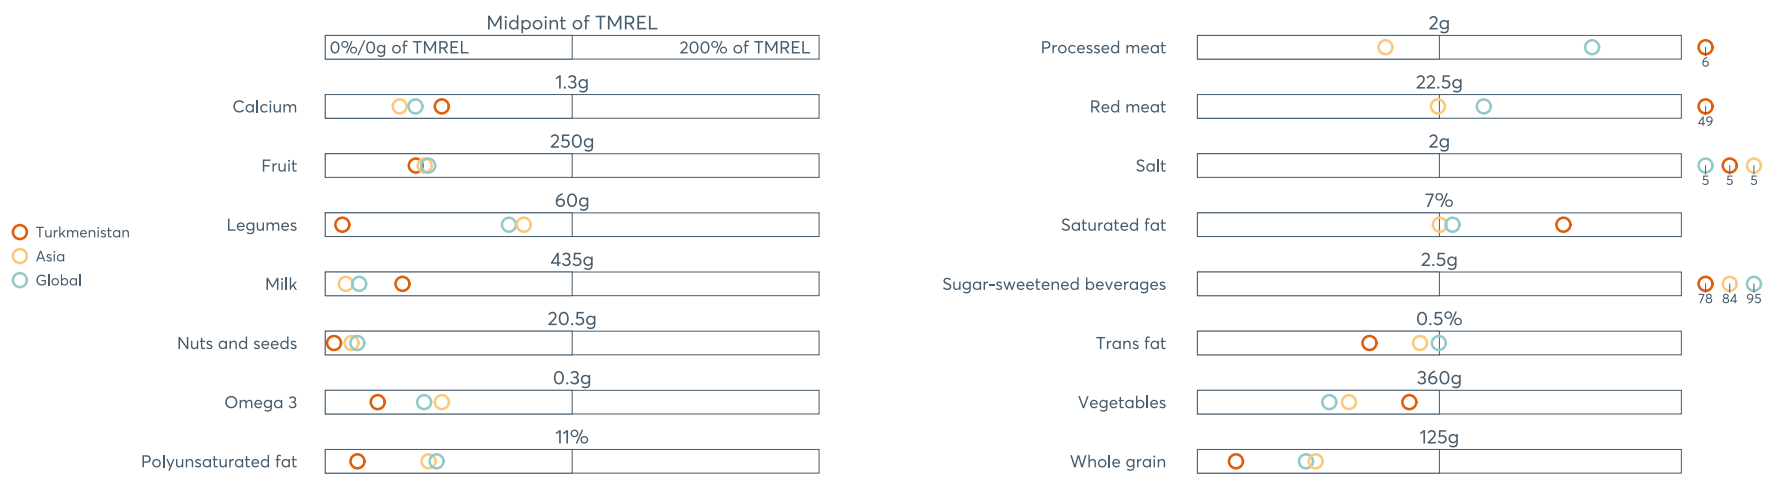 Midpoint of TMREL
0%/0g of TMREL 200% of TMREL
1.3g
Calcium
250g
Fruit
60g
Legumes
435g
Milk
20.5g
Nuts and seeds
0.3g
Omega 3
11%
Polyunsaturated fat
Turkmenistan
Asia
Global
2g
Processed meat
6
22.5g
Red meat
49
2g
Salt
5 5 5
7%
Saturated fat
2.5g
Sugar-sweetened beverages
78 84 95
0.5%
Trans fat
360g
Vegetables
125g
Whole grain